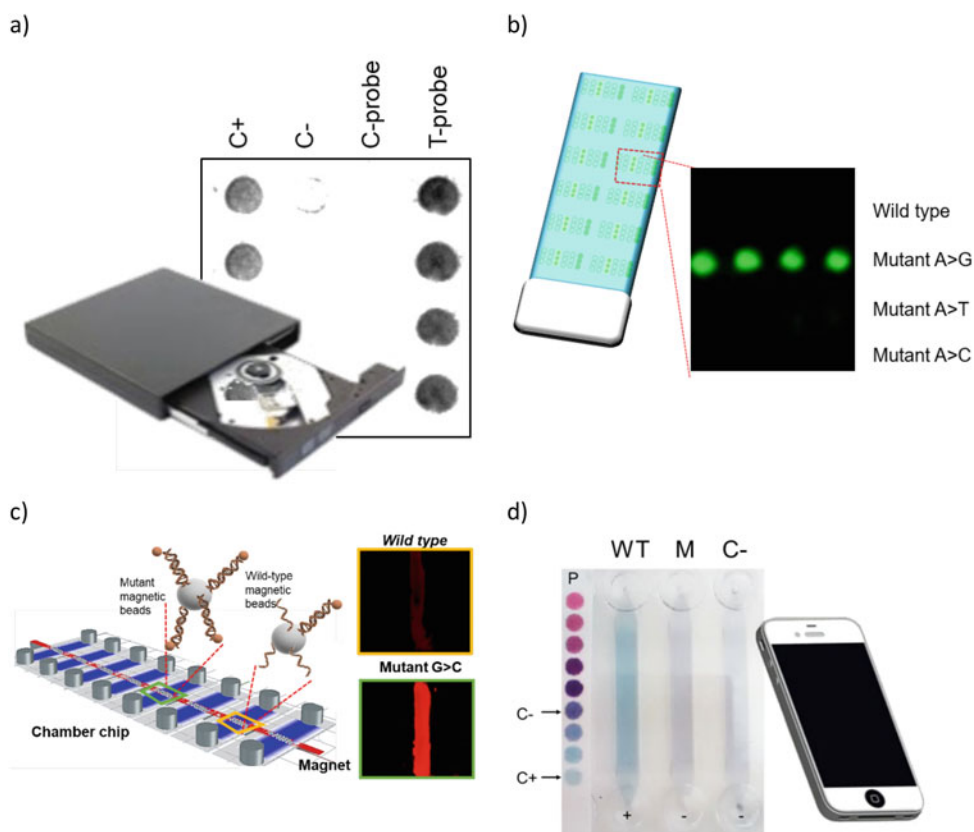 a)
C+
C-
C-probe
T-probe
b)
Wild type
Mutant A>G
Mutant A>T
Mutant A>C
c)
Mutant
magnetic
beads
Wild-type
magnetic
beads
Chamber chip
Magnet
Wild type
Mutant G>C
d)
WT M C-
P
C-
C+
+ - -